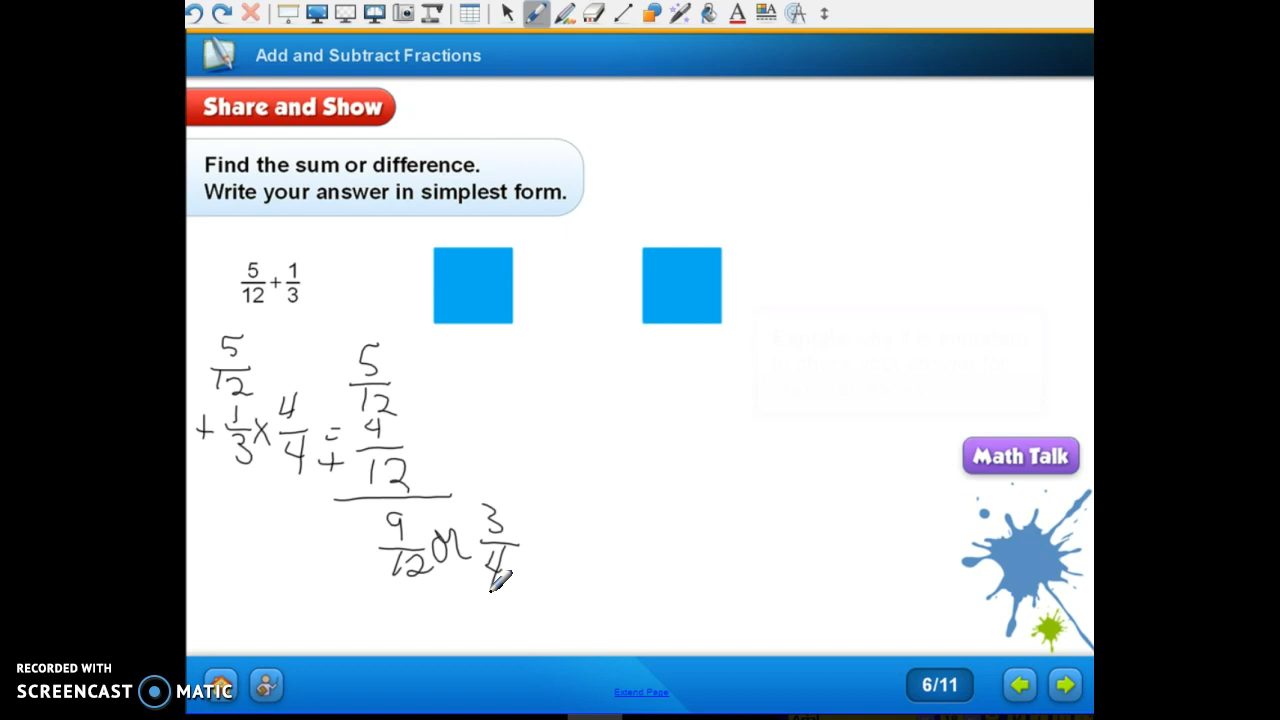 Add and Subtract Fractions
Share and Show
Find the sum or difference.
Write your answer in simplest form.
5/12 + 1/3
5/12 5/12
+ 1/3 × 4/4 = + 4/12
9/12 or 3/4
Math Talk
RECORDED WITH
SCREENCAST MATIC
Extend Page
6/11